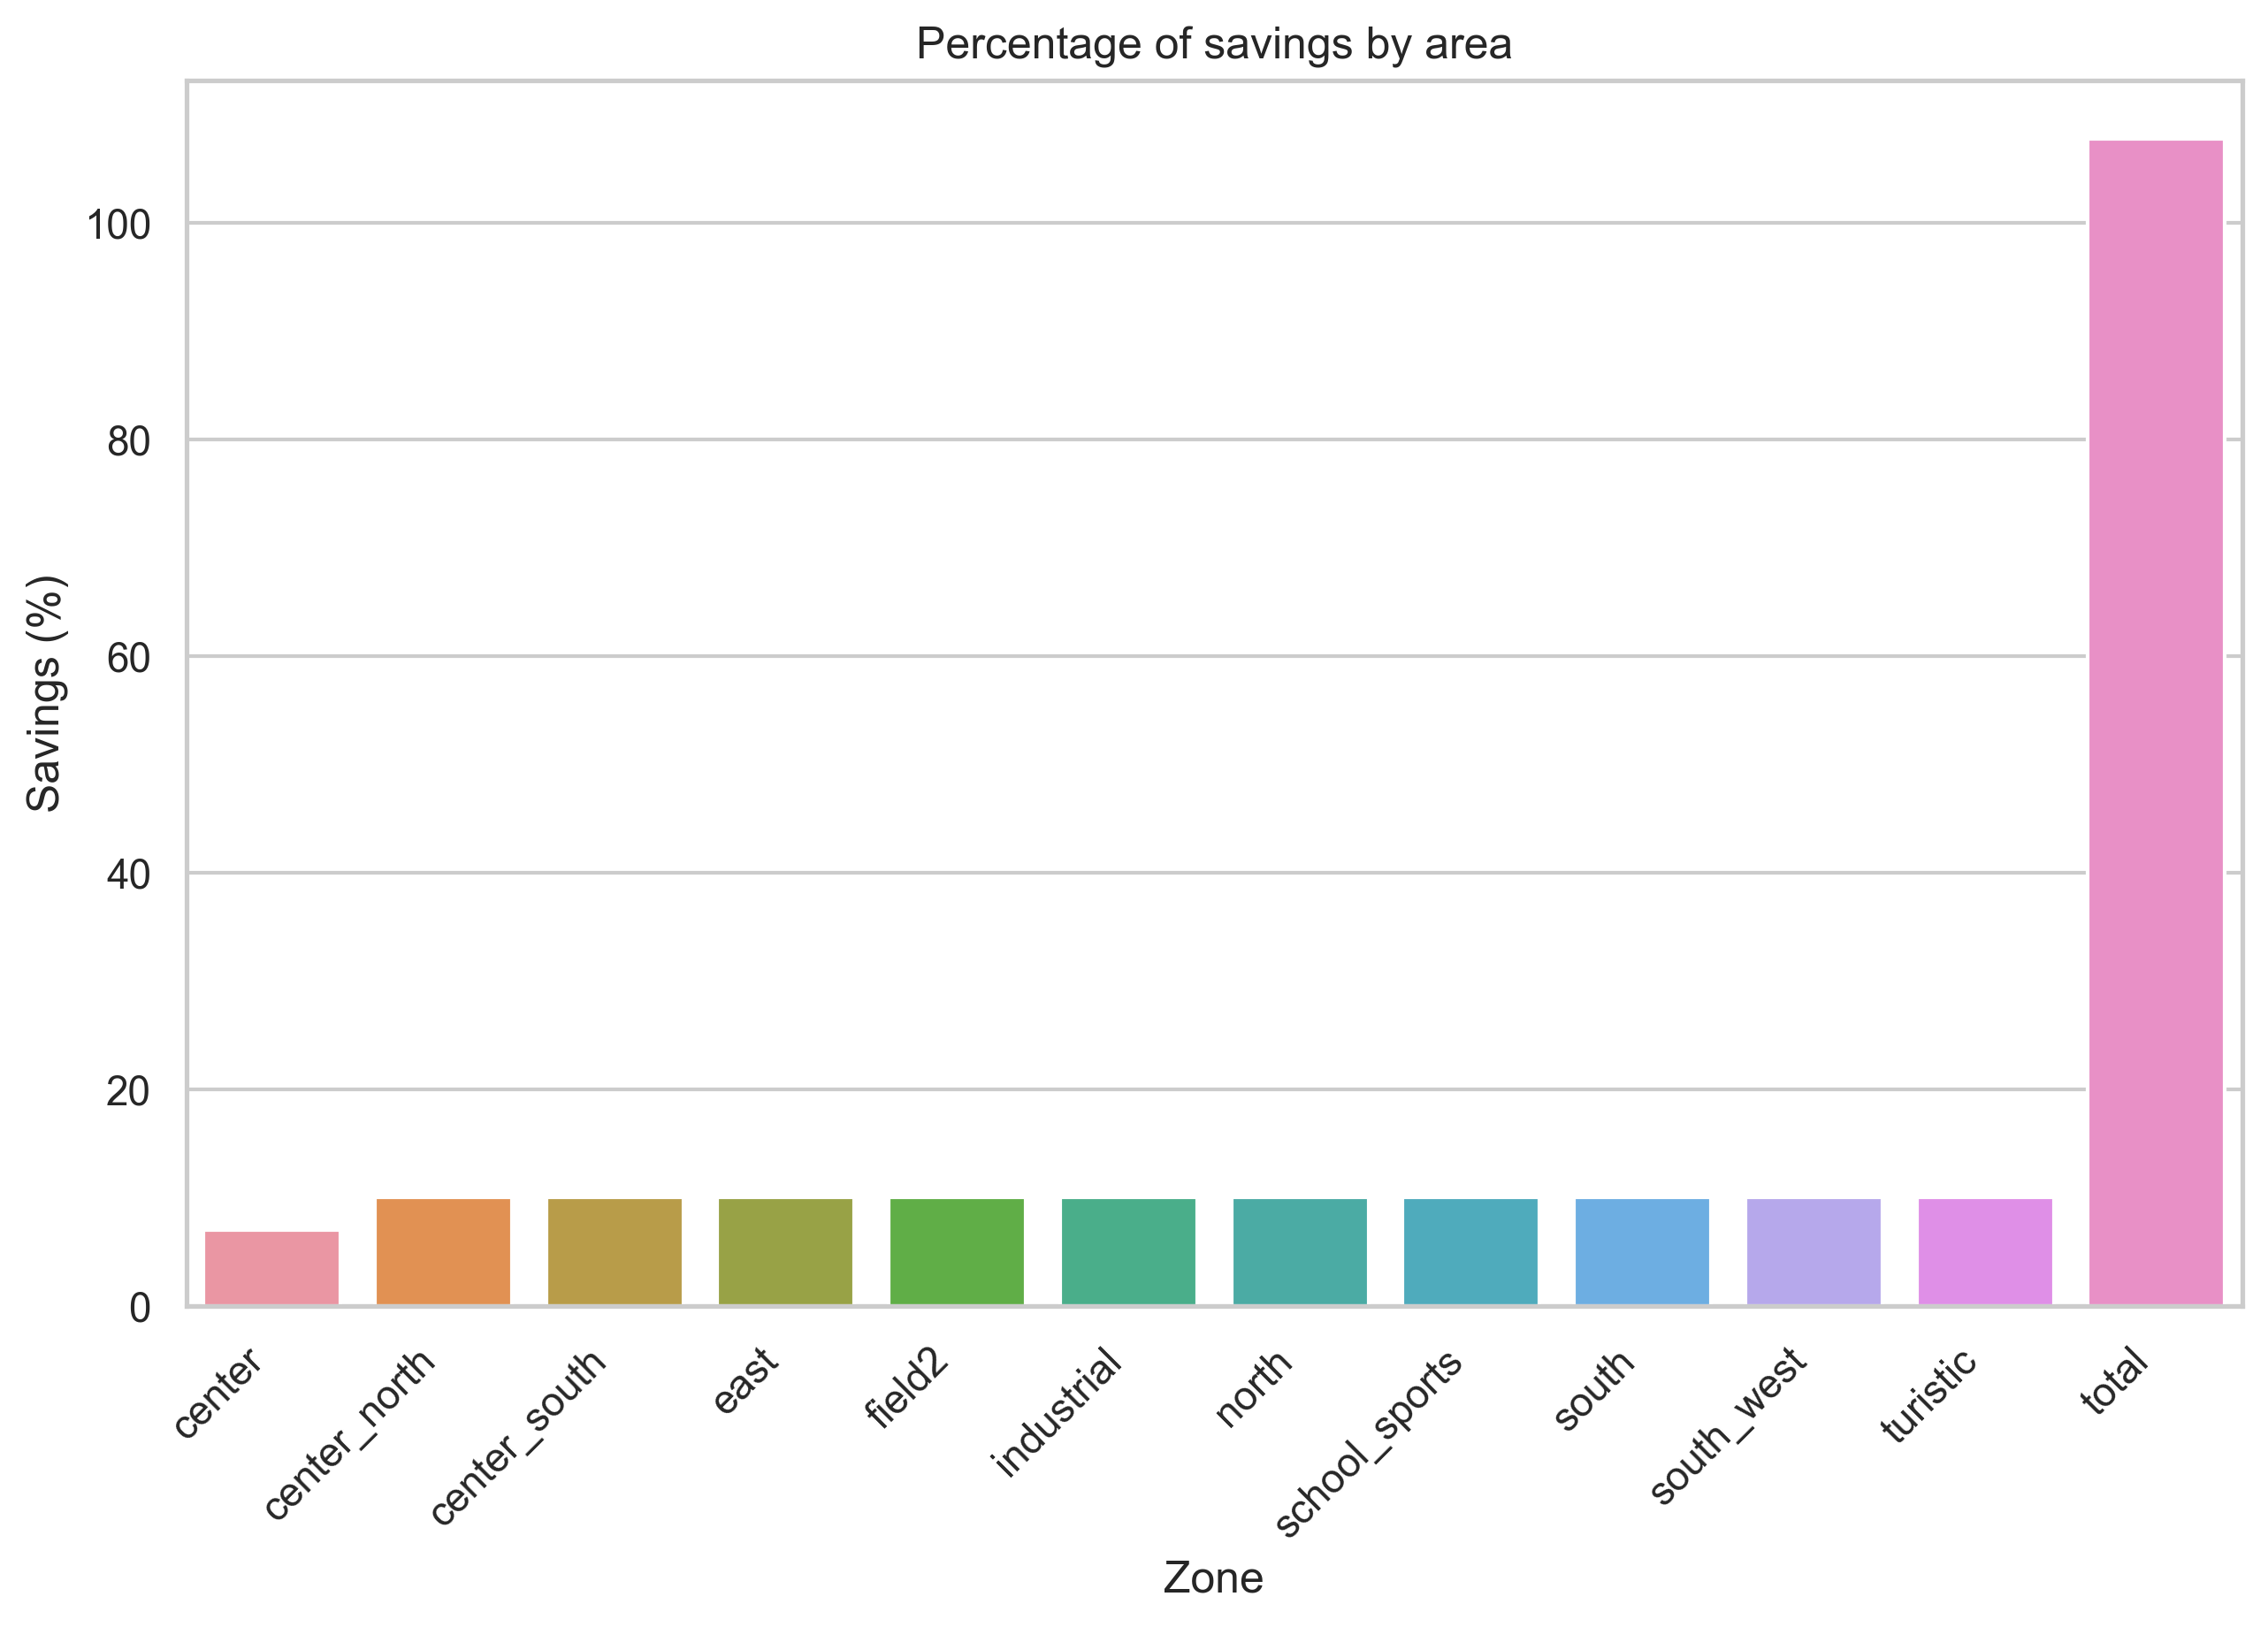 Percentage of savings by area
Savings (%)
100
80
60
40
20
0
center
center_north
center_south
east
field2
industrial
north
school_sports
south
south_west
turistic
total
Zone